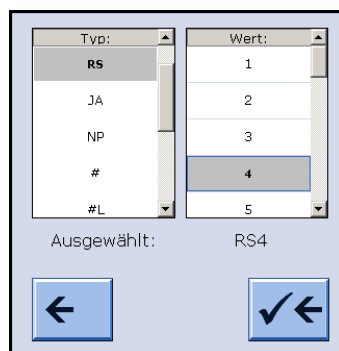 Typ: Wert:
RS 1
JA 2
NP 3
# 4
#L 5
Ausgewählt: RS4